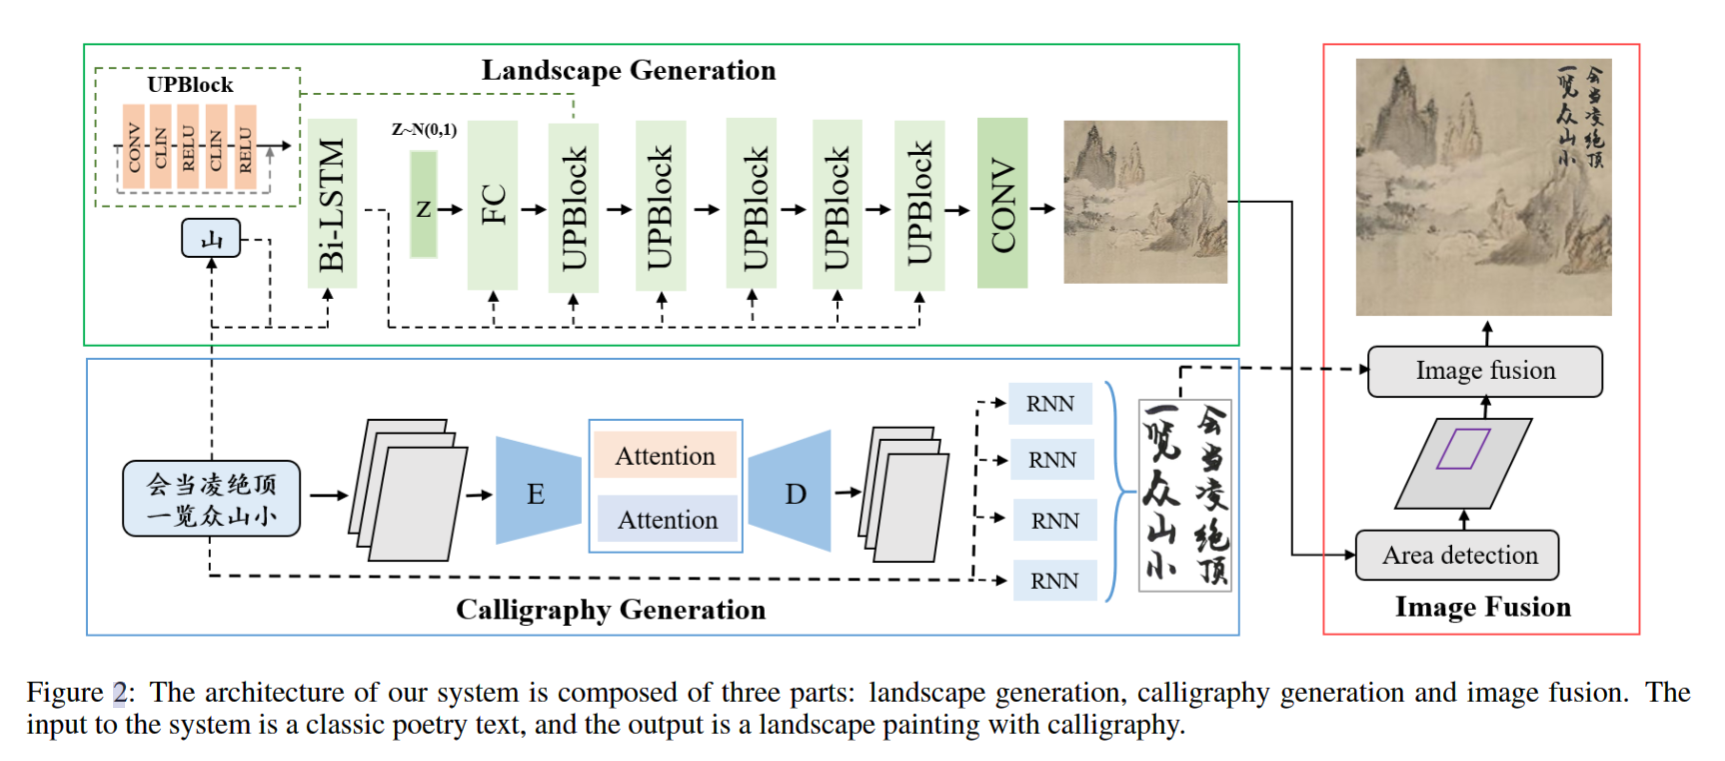 Landscape Generation
UPBlock
CONV
CLIN
RELU
CLIN
RELU
山
Bi-LSTM
Z~N(0,1)
Z
FC
UPBlock
UPBlock
UPBlock
UPBlock
UPBlock
CONV
会当凌绝顶
一览众山小
E
Attention
Attention
D
RNN
RNN
RNN
RNN
会当凌绝顶
一览众山小
Calligraphy Generation
会当凌绝顶
一览众山小
Image fusion
Area detection
Image Fusion
Figure 2: The architecture of our system is composed of three parts: landscape generation, calligraphy generation and image fusion. The
input to the system is a classic poetry text, and the output is a landscape painting with calligraphy.